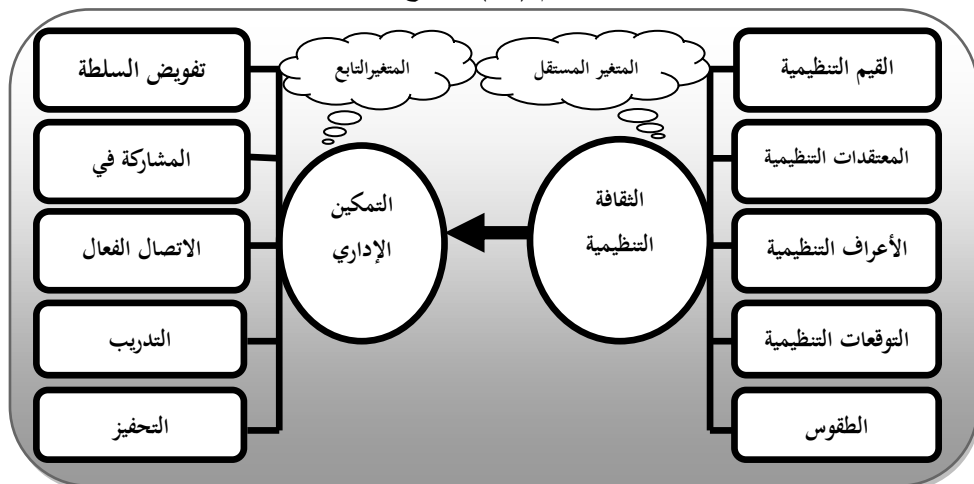 القيم التنظيمية
المتغير المستقل
المتغيرالتابع
تفويض السلطة
المعتقدات التنظيمية
المشاركة في
الثقافة
التنظيمية
التمكين
الإداري
الأعراف التنظيمية
الاتصال الفعال
التوقعات التنظيمية
التدريب
الطقوس
التحفيز